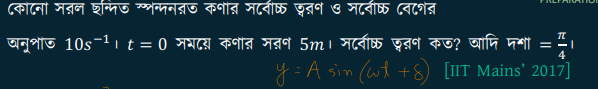 PREPARATION
কোনো সরল ছন্দিত স্পন্দনরত কণার সর্বোচ্চ ত্বরণ ও সর্বোচ্চ বেগের
অনুপাত 10s⁻¹। t = 0 সময়ে কণার সরণ 5m। সর্বোচ্চ ত্বরণ কত? আদি দশা = π/4।
y = A sin (ωt + δ) [IIT Mains' 2017]